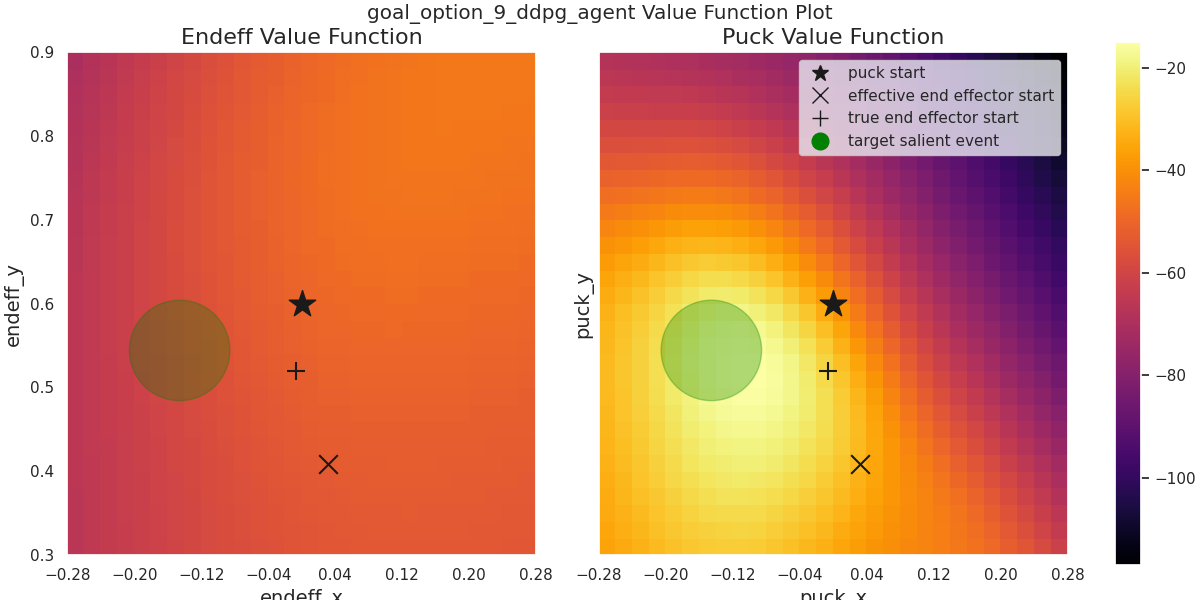 goal_option_9_ddpg_agent Value Function Plot
Endeff Value Function
endeff_y
0.9
0.8
0.7
0.6
0.5
0.4
0.3
−0.28 −0.20 −0.12 −0.04 0.04 0.12 0.20 0.28
endeff_x
Puck Value Function
puck_y
puck start
effective end effector start
true end effector start
target salient event
−0.28 −0.20 −0.12 −0.04 0.04 0.12 0.20 0.28
puck_x
−20
−40
−60
−80
−100